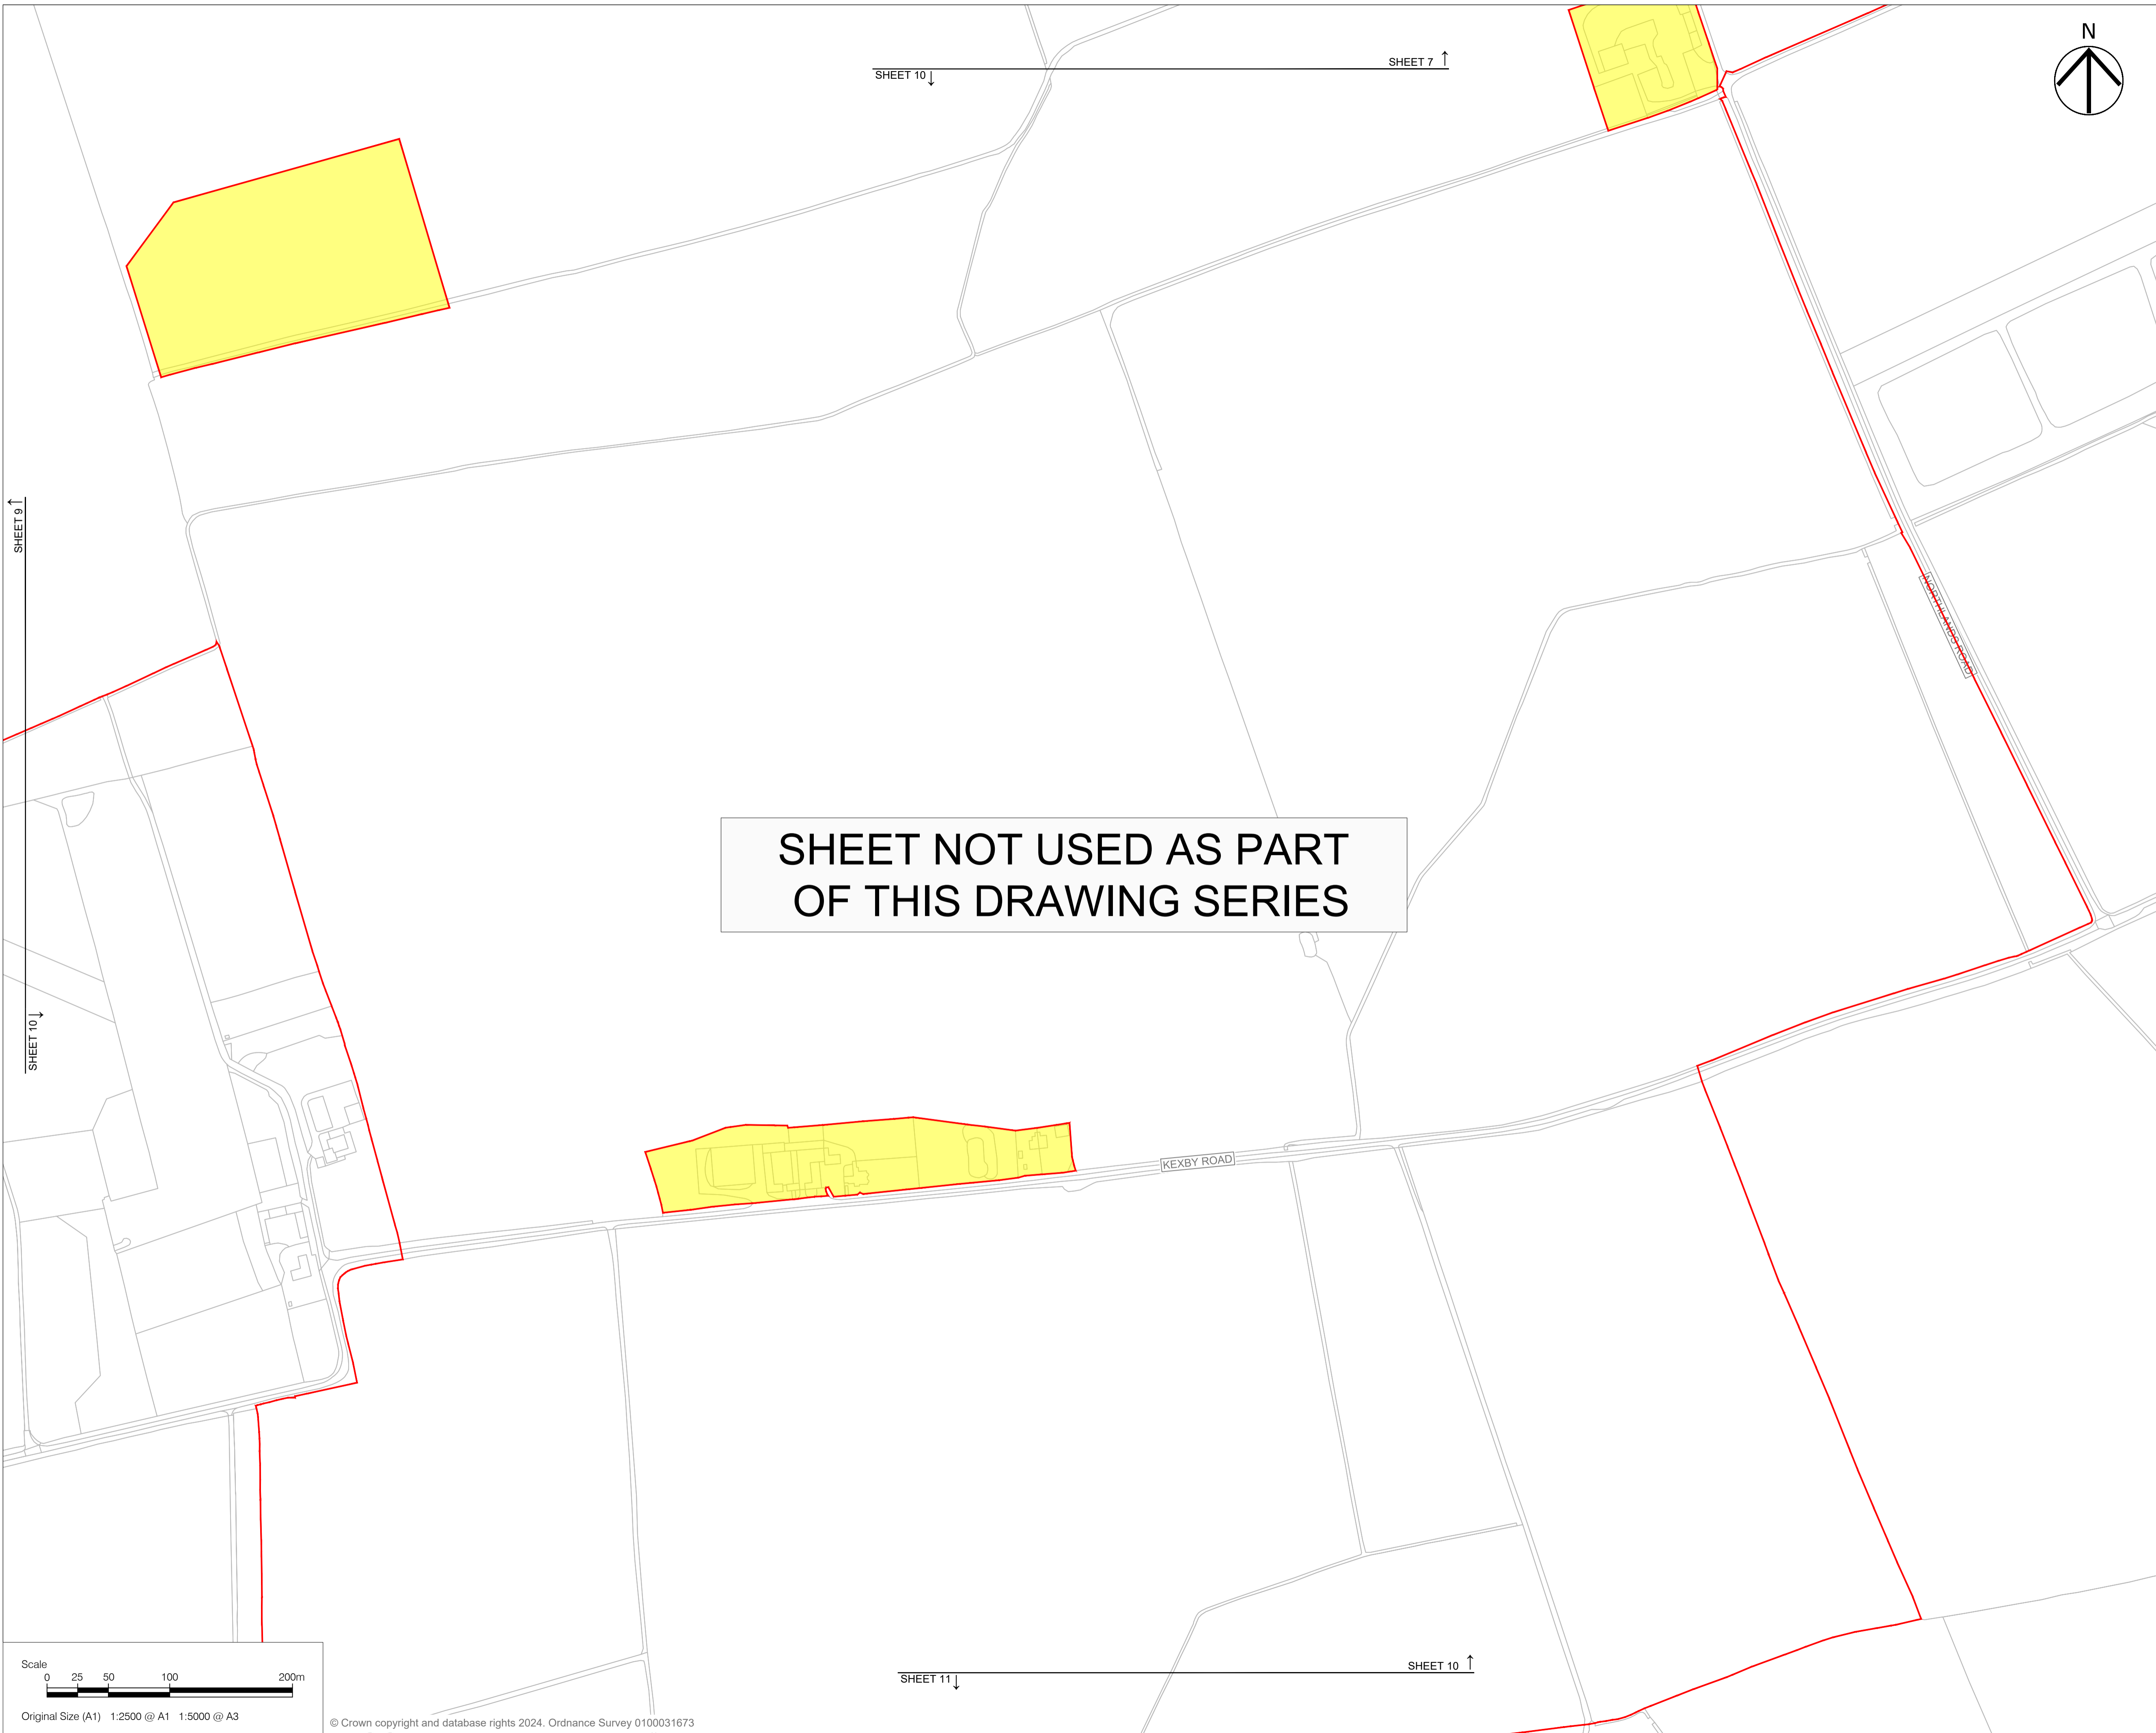 N
SHEET 7 ↑
SHEET 10 ↓
SHEET 9 ↑
NORTHLANDS ROAD
SHEET NOT USED AS PART
OF THIS DRAWING SERIES
SHEET 10 ↓
KEXBY ROAD
SHEET 10 ↑
SHEET 11 ↓
Scale
0 25 50 100 200m
Original Size (A1) 1:2500 @ A1 1:5000 @ A3
© Crown copyright and database rights 2024. Ordnance Survey 0100031673